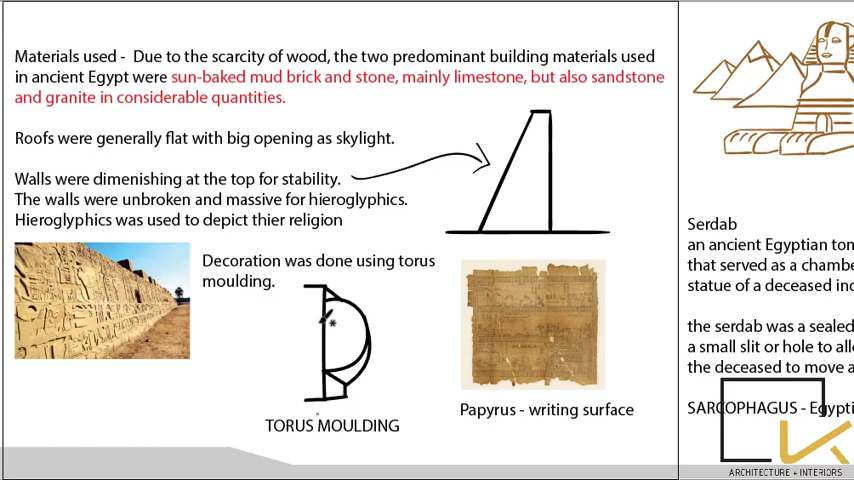 Materials used -  Due to the scarcity of wood, the two predominant building materials used
in ancient Egypt were sun-baked mud brick and stone, mainly limestone, but also sandstone
and granite in considerable quantities.
Roofs were generally flat with big opening as skylight.
Walls were dimenishing at the top for stability.
The walls were unbroken and massive for hieroglyphics.
Hieroglyphics was used to depict thier religion
Decoration was done using torus
moulding.
TORUS MOULDING
Papyrus - writing surface
Serdab
an ancient Egyptian
that served as a
statue of a deceased
the serdab was a sealed
a small slit or hole to
the deceased to move
SARCOPHAGUS -
ARCHITECTURE + INTERIORS